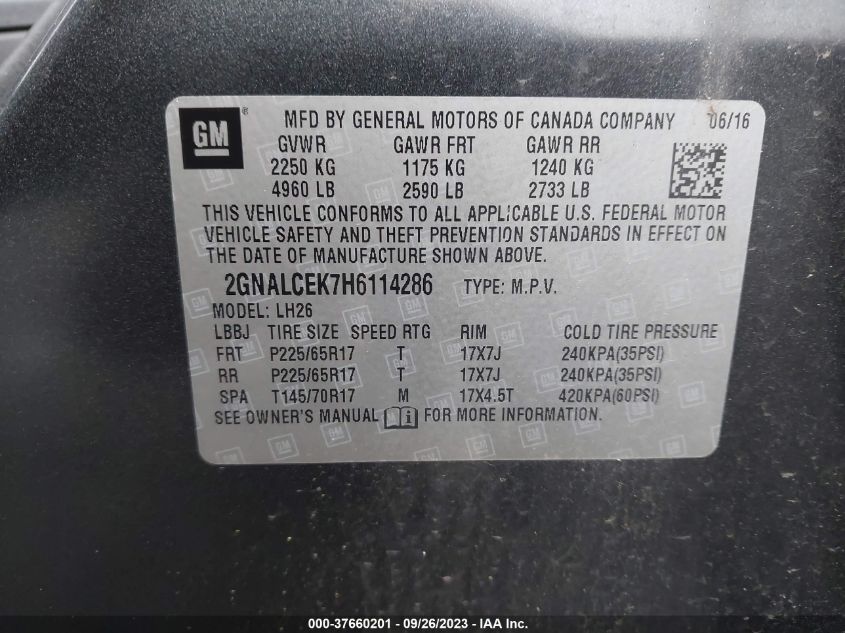 GM ® MFD BY GENERAL MOTORS OF CANADA COMPANY 06/16
GVWR GAWR FRT GAWR RR
2250 KG 1175 KG 1240 KG
4960 LB 2590 LB 2733 LB
THIS VEHICLE CONFORMS TO ALL APPLICABLE U.S. FEDERAL MOTOR
VEHICLE SAFETY AND THEFT PREVENTION STANDARDS IN EFFECT ON
THE DATE OF MANUFACTURE SHOWN ABOVE.
2GNALCEK7H6114286 TYPE: M.P.V.
MODEL: LH26
LBBJ TIRE SIZE SPEED RTG RIM COLD TIRE PRESSURE
FRT P225/65R17 T 17X7J 240KPA(35PSI)
RR P225/65R17 T 17X7J 240KPA(35PSI)
SPA T145/70R17 M 17X4.5T 420KPA(60PSI)
SEE OWNER'S MANUAL i FOR MORE INFORMATION.
000-37660201 - 09/26/2023 - IAA Inc.